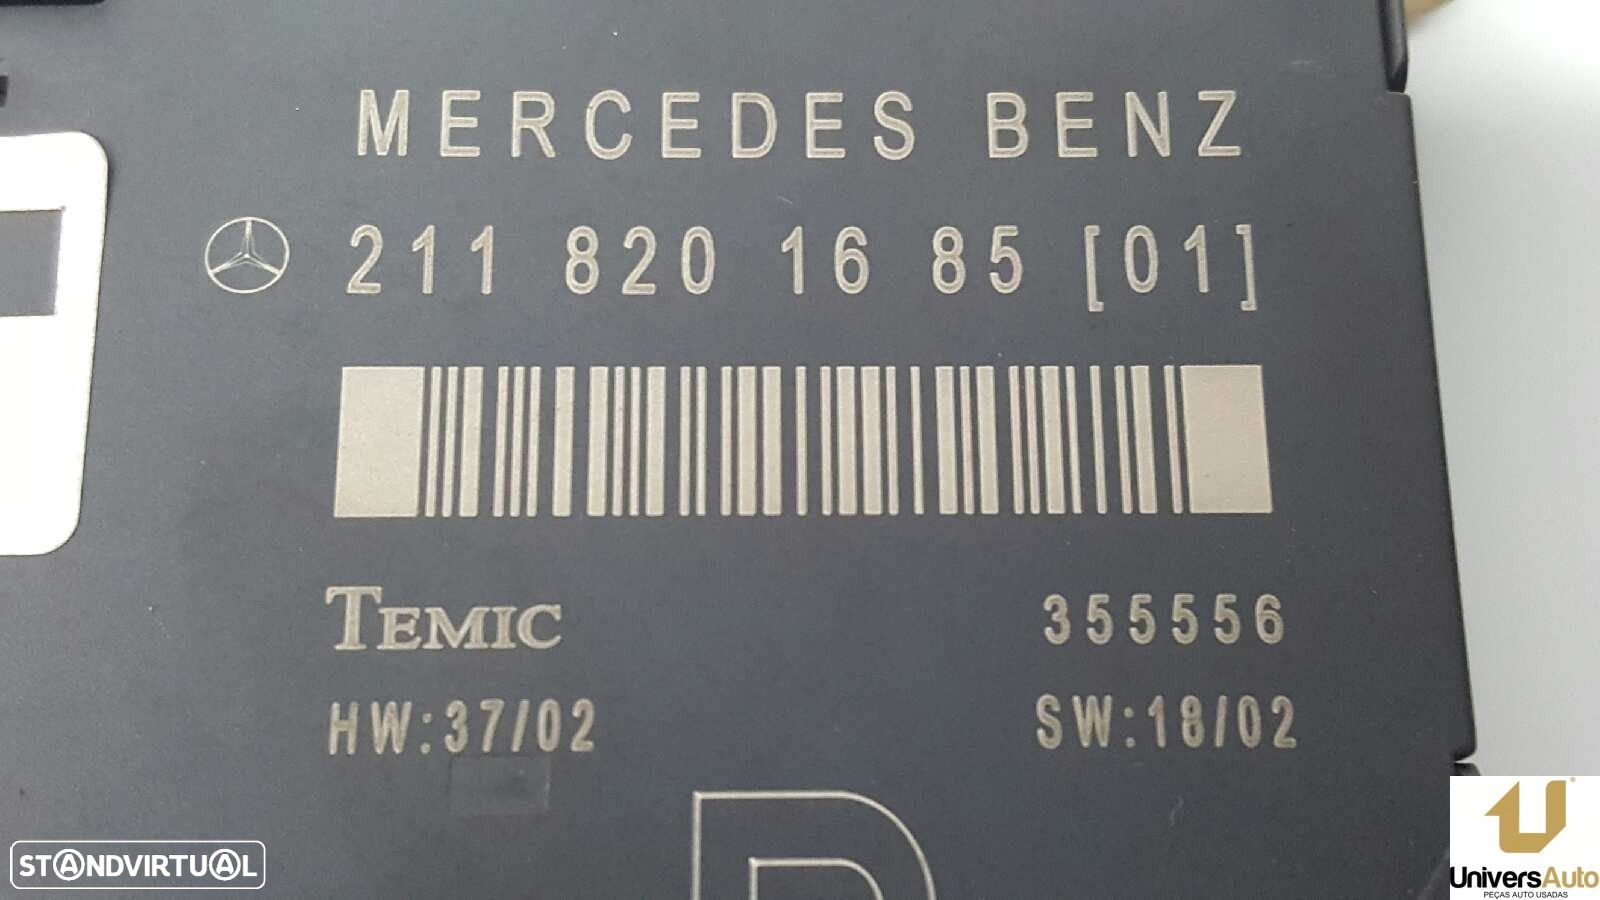 MERCEDES BENZ
211 820 16 85 [01]
TEMIC
355556
HW:37/02
SW:18/02
STANDVIRTUAL
UniversAuto
PEÇAS AUTO USADAS